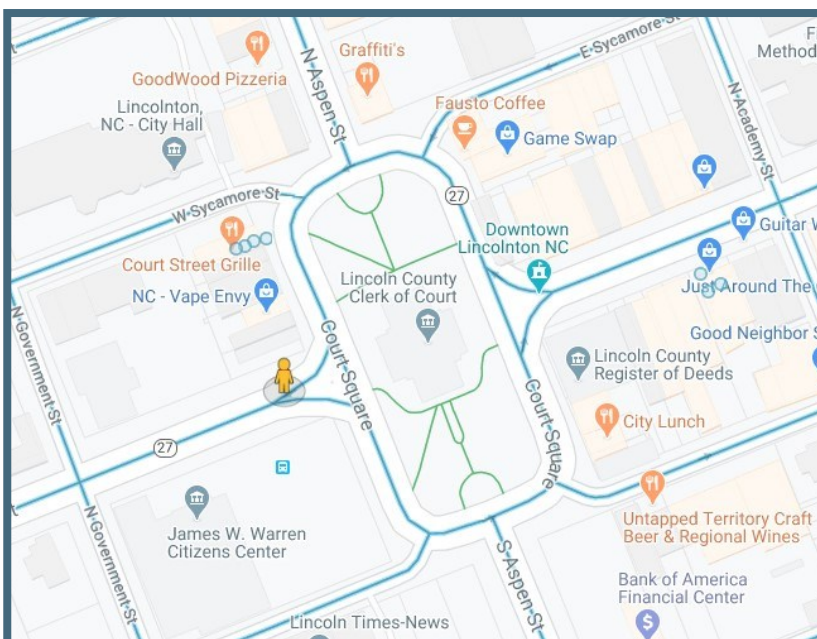 N Aspen St
Graffiti's
E Sycamore St
GoodWood Pizzeria
Method
Lincolnton,
NC - City Hall
Fausto Coffee
Game Swap
N Academy St
27
W Sycamore St
Downtown
Lincolnton NC
Guitar W
Court Street Grille
Lincoln County
Clerk of Court
Just Around The
NC - Vape Envy
Court Square
Good Neighbor S
Lincoln County
Register of Deeds
N Government St
Court Square
City Lunch
27
James W. Warren
Citizens Center
Untapped Territory Craft
Beer & Regional Wines
N Government St
S Aspen St
Bank of America
Financial Center
Lincoln Times-News